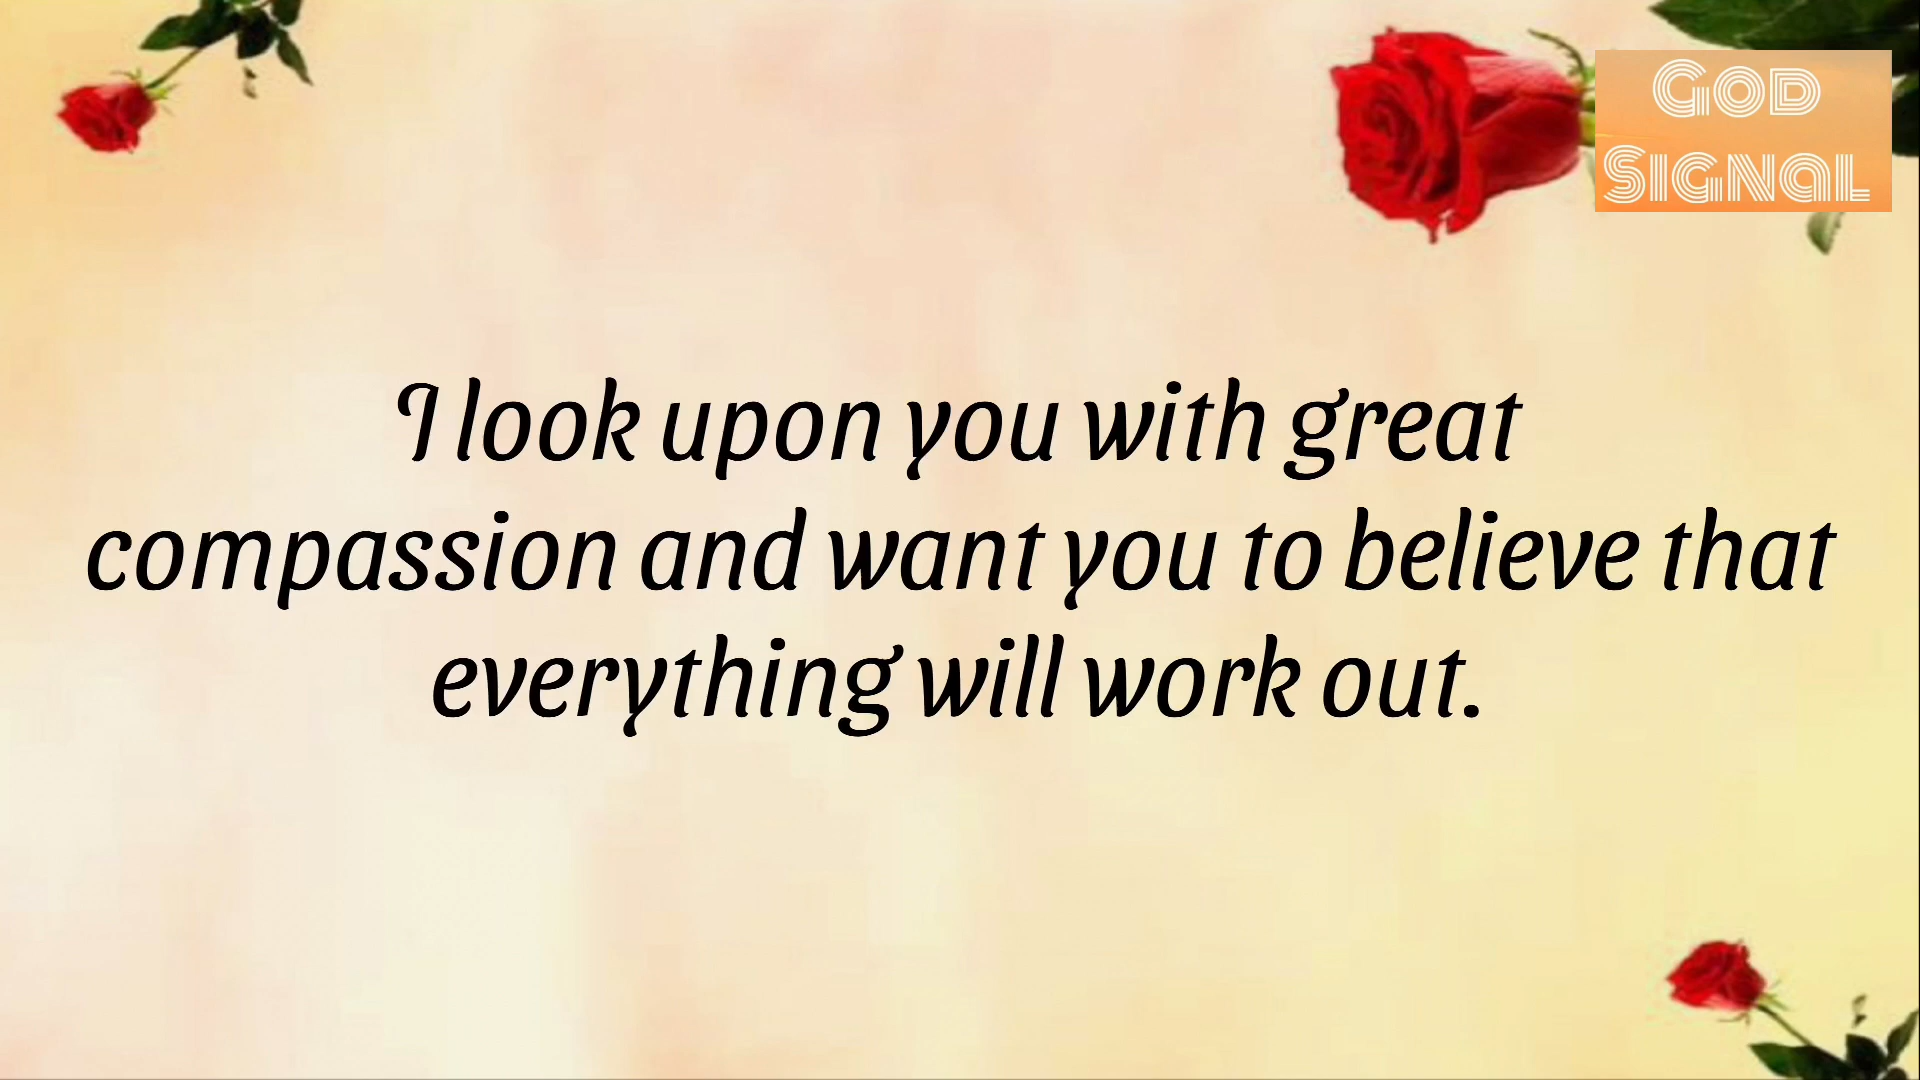 God
Signal
I look upon you with great
compassion and want you to believe that
everything will work out.